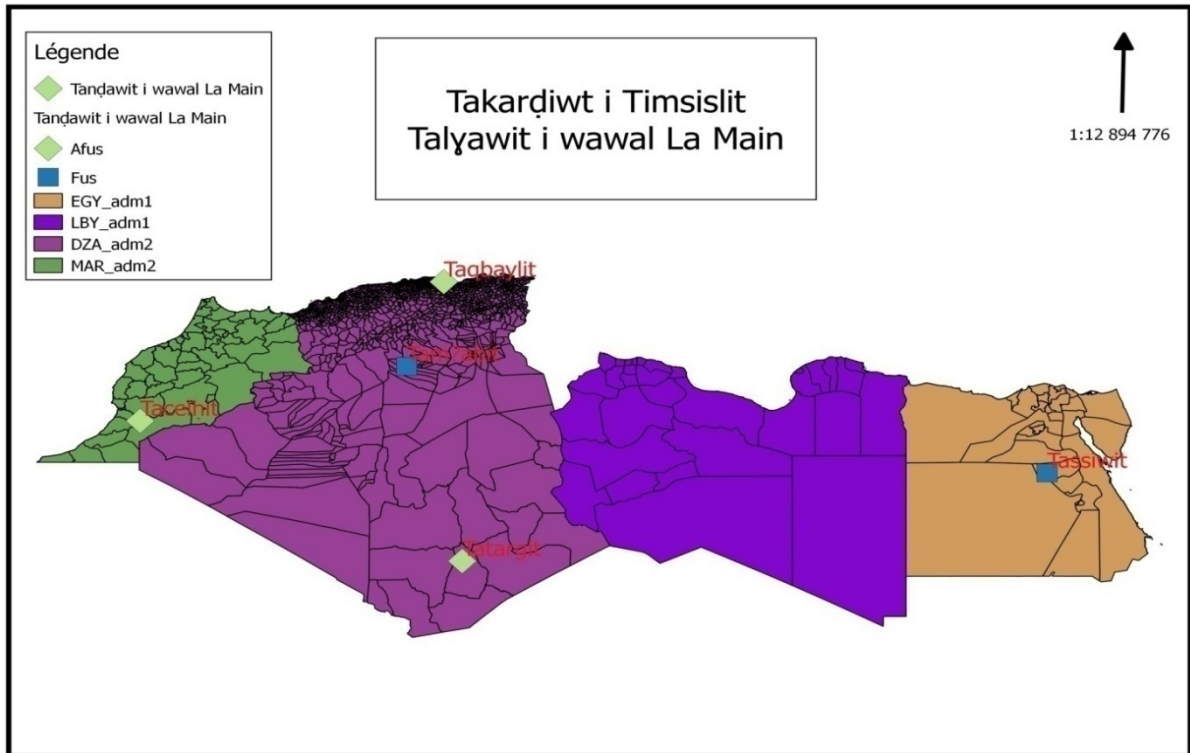 Légende
Tanḍawit i wawal La Main
Tanḍawit i wawal La Main
Afus
Fus
EGY_adm1
LBY_adm1
DZA_adm2
MAR_adm2
Takarḍiwt i Timsislit
Talɣawit i wawal La Main
1:12 894 776
Taqbaylit
Tacelḥit
Tassiwit
Tatargit